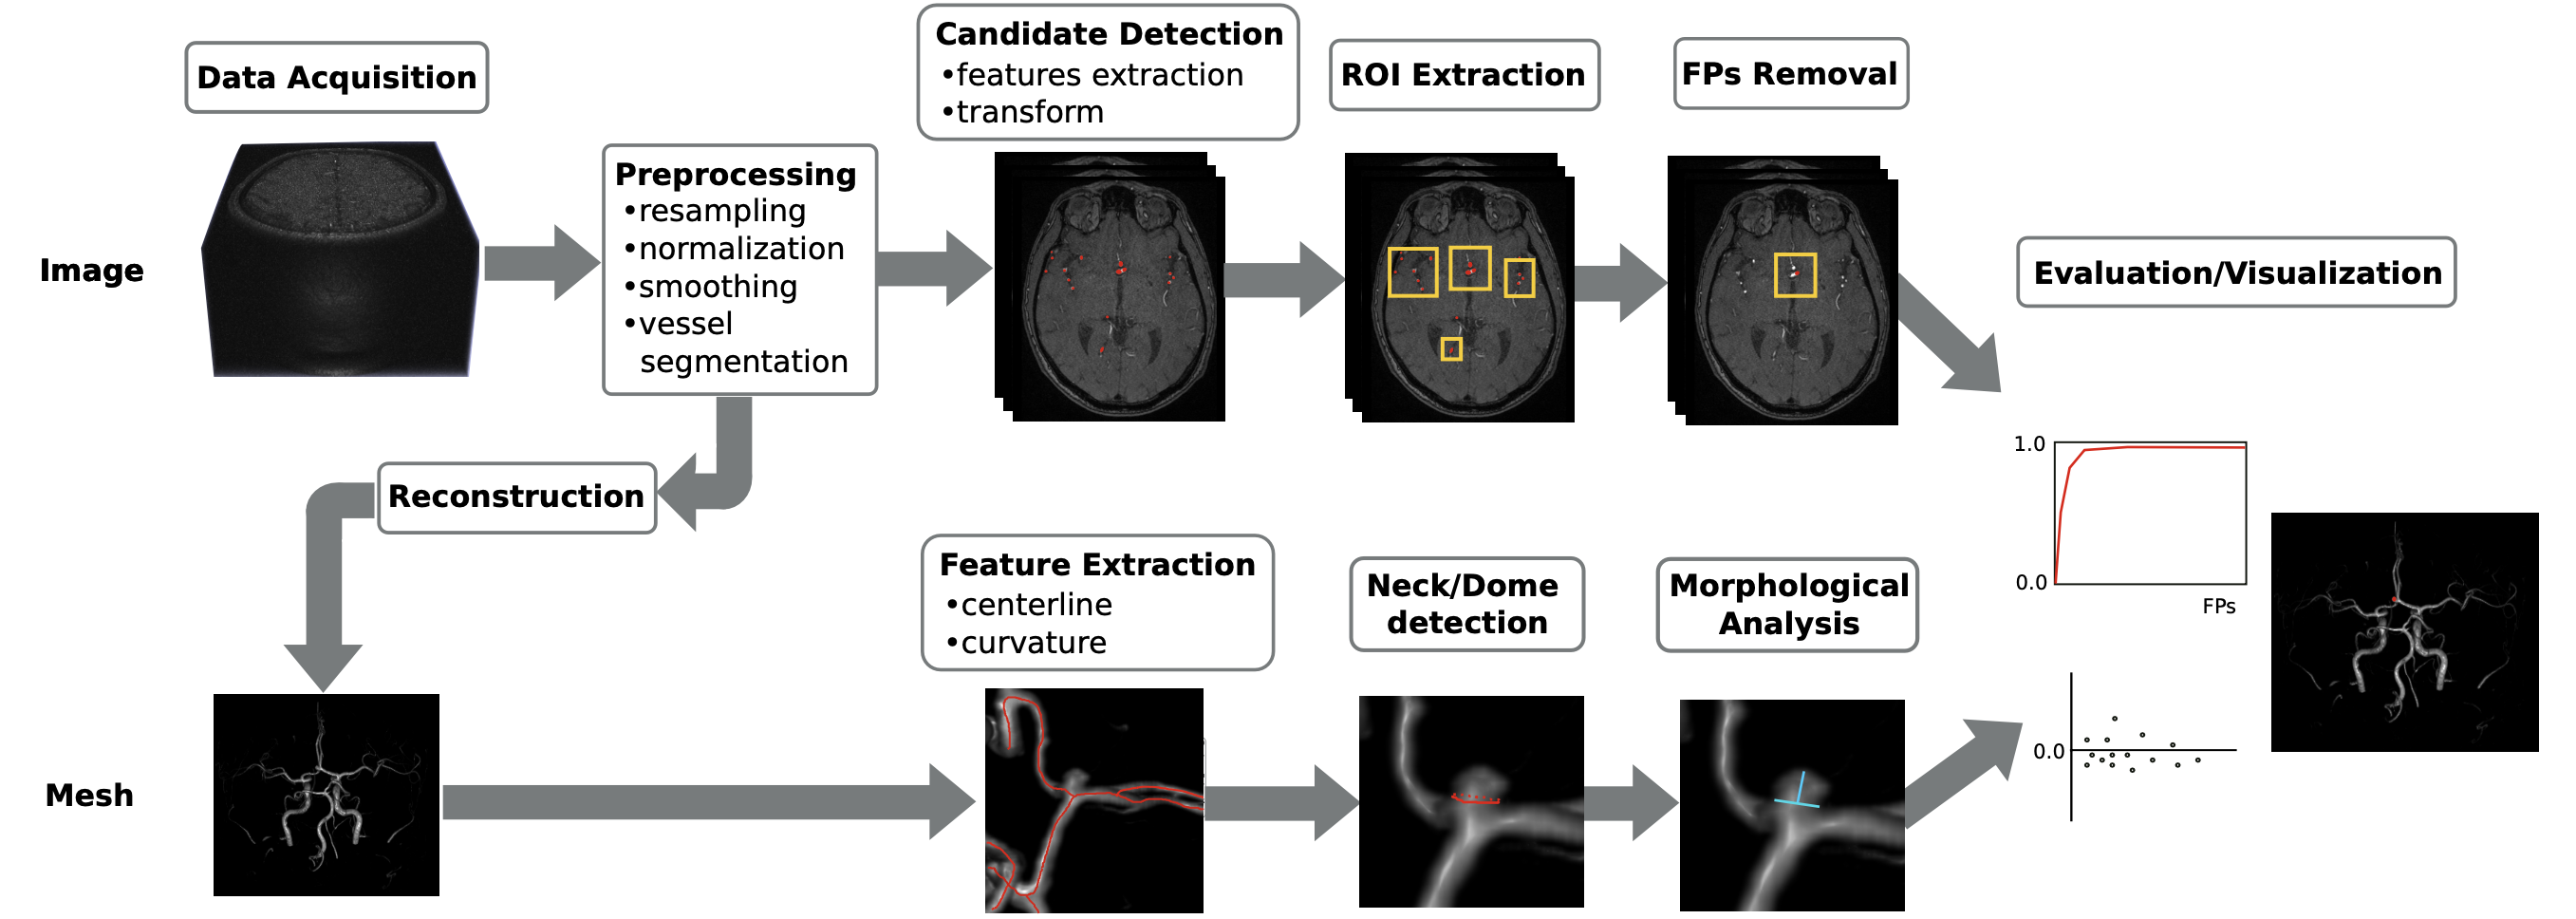 Data Acquisition
Candidate Detection
•features extraction
•transform
ROI Extraction
FPs Removal
Image
Preprocessing
•resampling
•normalization
•smoothing
•vessel
segmentation
Evaluation/Visualization
Reconstruction
1.0
0.0
FPs
Feature Extraction
•centerline
•curvature
Neck/Dome
detection
Morphological
Analysis
Mesh
0.0